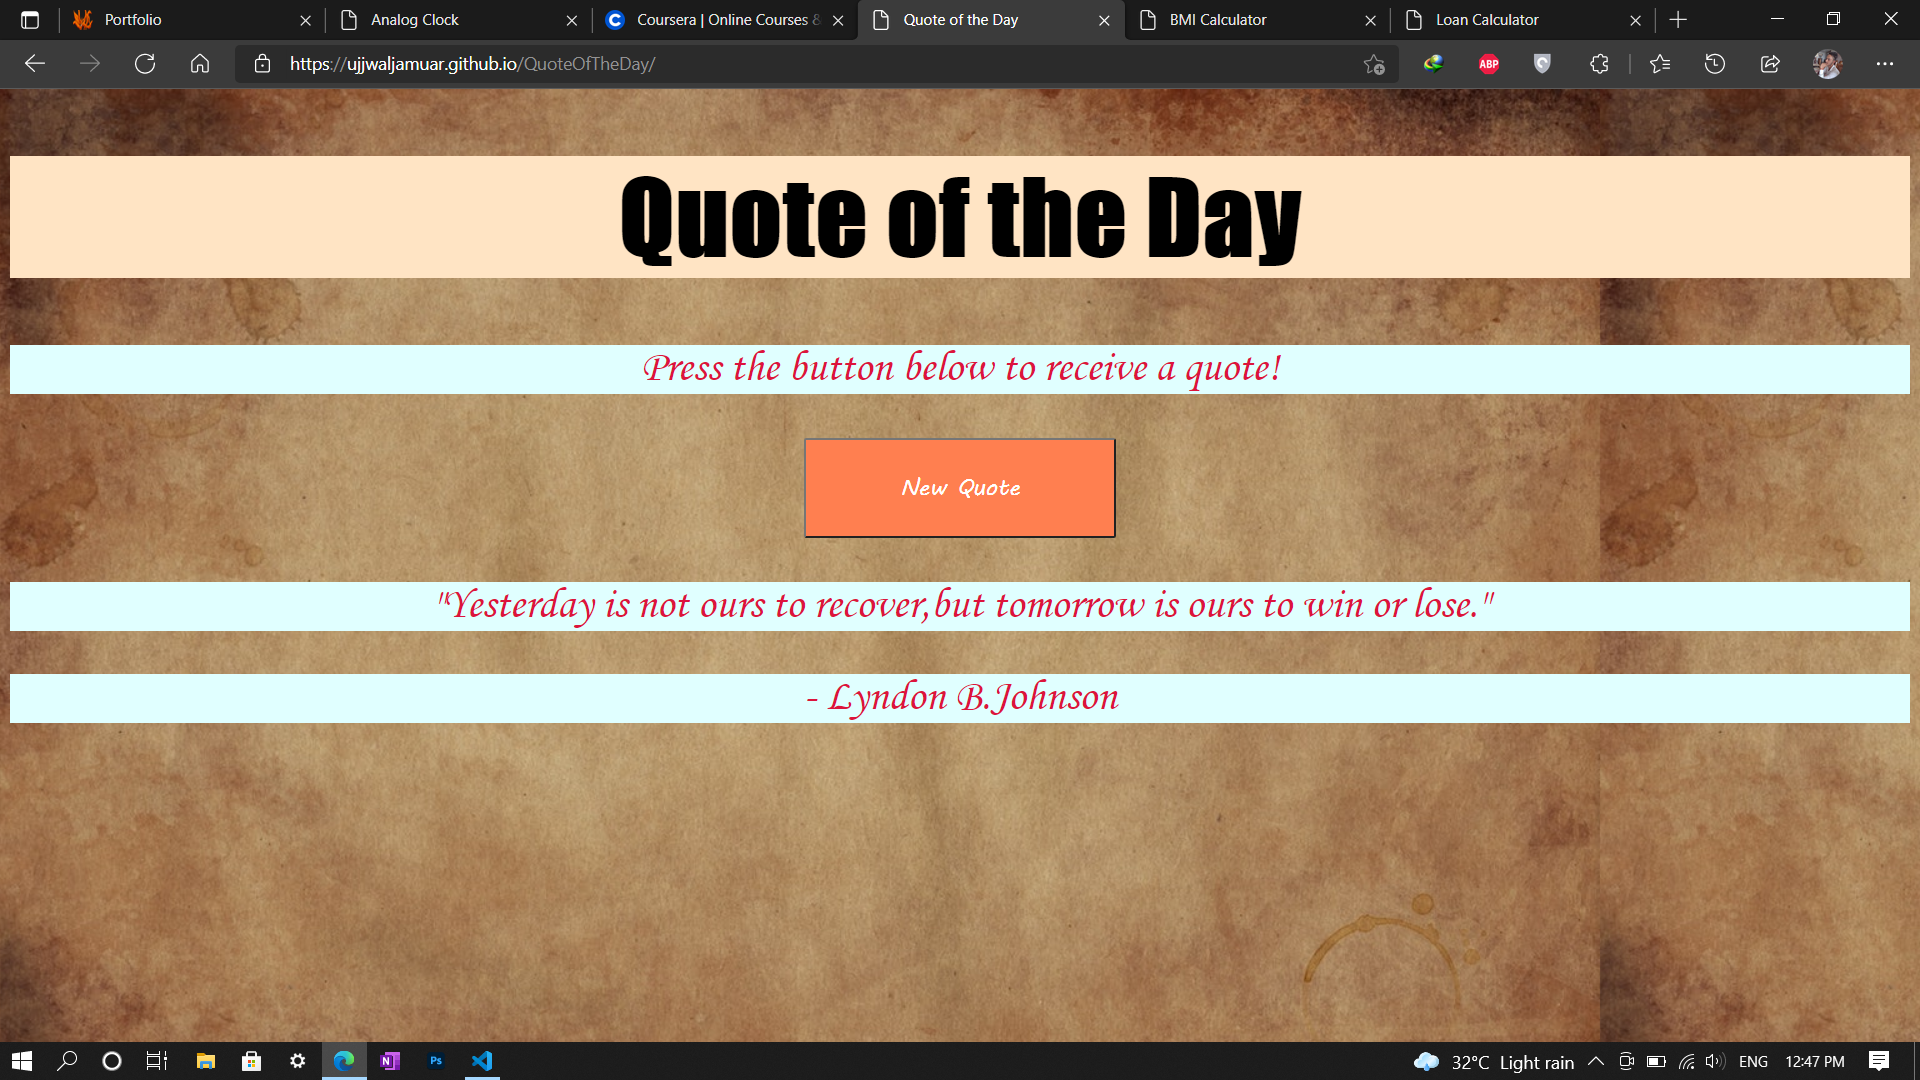 Portfolio
Analog Clock
Coursera | Online Courses &
Quote of the Day
BMI Calculator
Loan Calculator
https://ujjwaljamuar.github.io/QuoteOfTheDay/
ABP
Quote of the Day
Press the button below to receive a quote!
New Quote
"Yesterday is not ours to recover,but tomorrow is ours to win or lose."
- Lyndon B.Johnson
N
Ps
32°C Light rain
ENG
12:47 PM